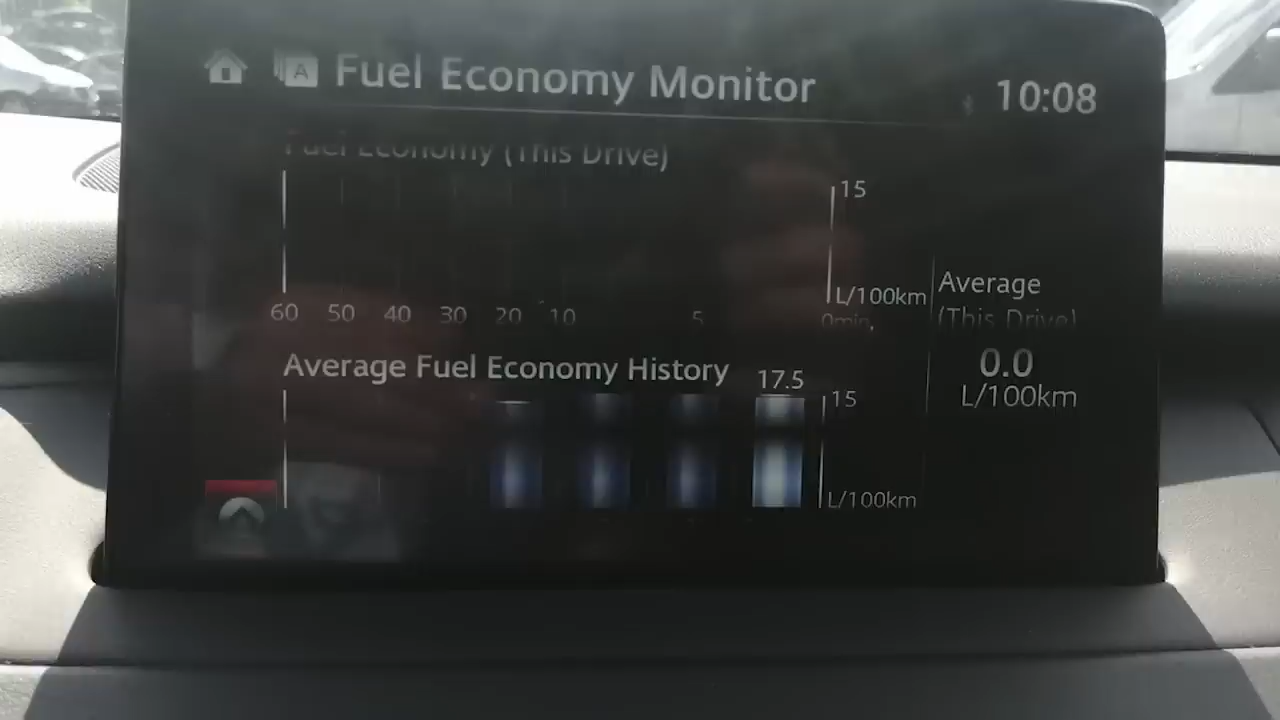 A Fuel Economy Monitor 10:08
Fuel Economy (This Drive)
15
L/100km
60 50 40 30 20 10 5 0min.
Average
(This Drive)
0.0
L/100km
Average Fuel Economy History
17.5
15
L/100km